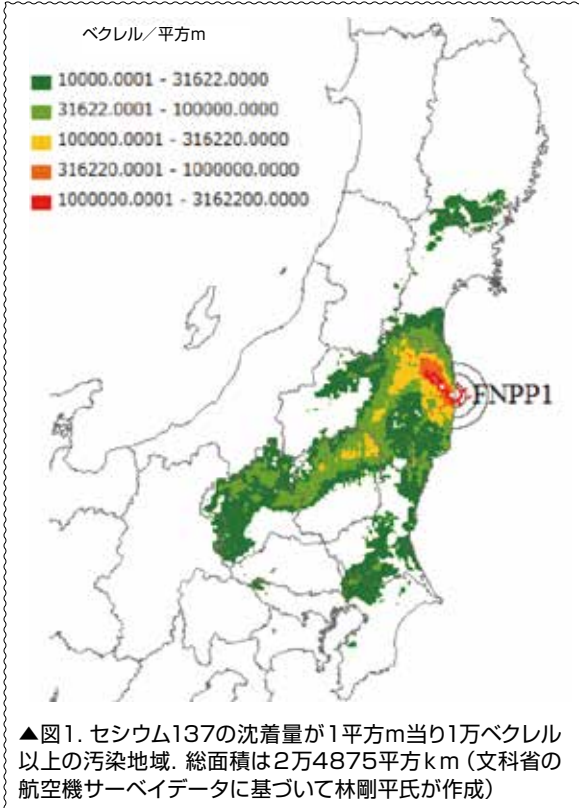 ベクレル／平方m
10000.0001 - 31622.0000
31622.0001 - 100000.0000
100000.0001 - 316220.0000
316220.0001 - 1000000.0000
1000000.0001 - 3162200.0000
FNPP1
▲図1. セシウム137の沈着量が1平方m当り1万ベクレル
以上の汚染地域. 総面積は2万4875平方km（文科省の
航空機サーベイデータに基づいて林剛平氏が作成）